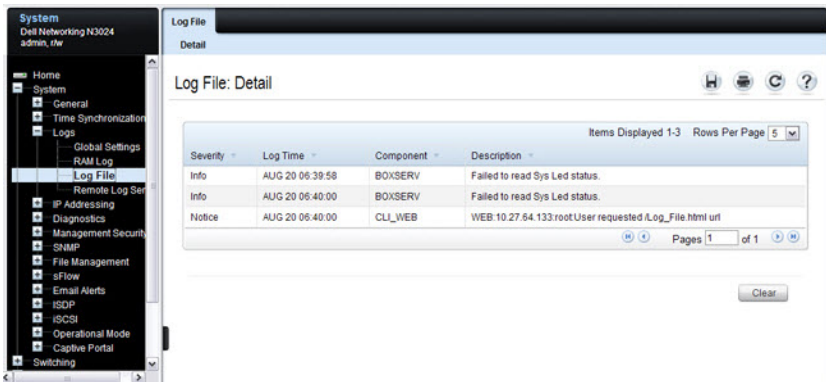 System
Dell Networking N3024
admin, r/w
Home
System
General
Time Synchronization
Logs
Global Settings
RAM Log
Log File
Remote Log Ser
IP Addressing
Diagnostics
Management Security
SNMP
File Management
sFlow
Email Alerts
ISDP
iSCSI
Operational Mode
Captive Portal
Switching
Log File
Detail
Log File: Detail
Items Displayed 1-3 Rows Per Page 5
Severity Log Time Component Description
Info AUG 20 06:39:58 BOXSERV Failed to read Sys Led status.
Info AUG 20 06:40:00 BOXSERV Failed to read Sys Led status.
Notice AUG 20 06:40:00 CLI_WEB WEB:10.27.64.133:root:User requested /Log_File.html url
Pages 1 of 1
Clear